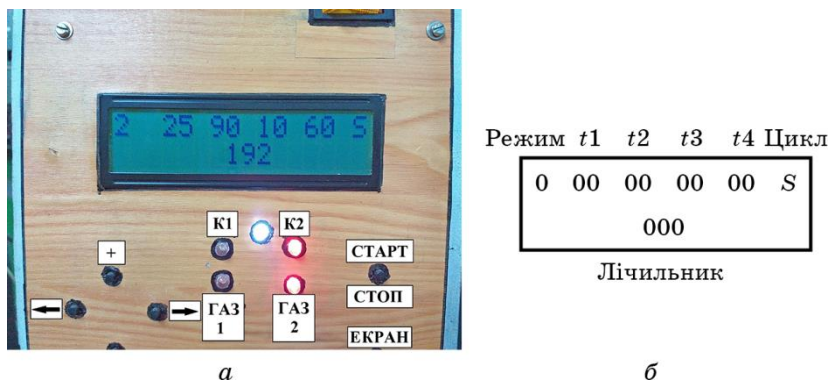 2 25 90 10 60 S
192
К1 К2
+
СТАРТ
ГАЗ 1
ГАЗ 2
СТОП
ЕКРАН
а
Режим t1 t2 t3 t4 Цикл
0 00 00 00 00 S
000
Лічильник
б